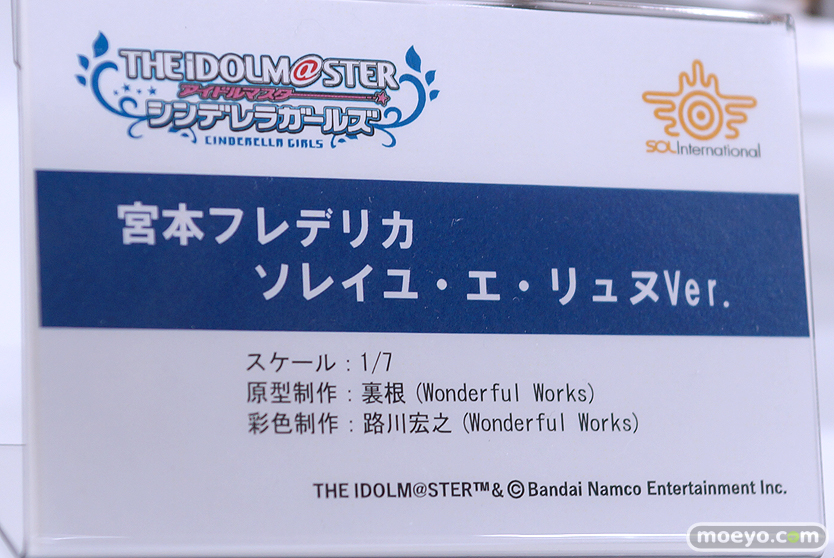 THE iDOLM@STER
アイドルマスター
シンデレラガールズ
CINDERELLA GIRLS
SOL International
宮本フレデリカ
ソレイユ・エ・リュヌVer.
スケール：1/7
原型制作：裏根 (Wonderful Works)
彩色制作：路川宏之 (Wonderful Works)
THE IDOLM@STER™& ©Bandai Namco Entertainment Inc.
moeyo.com